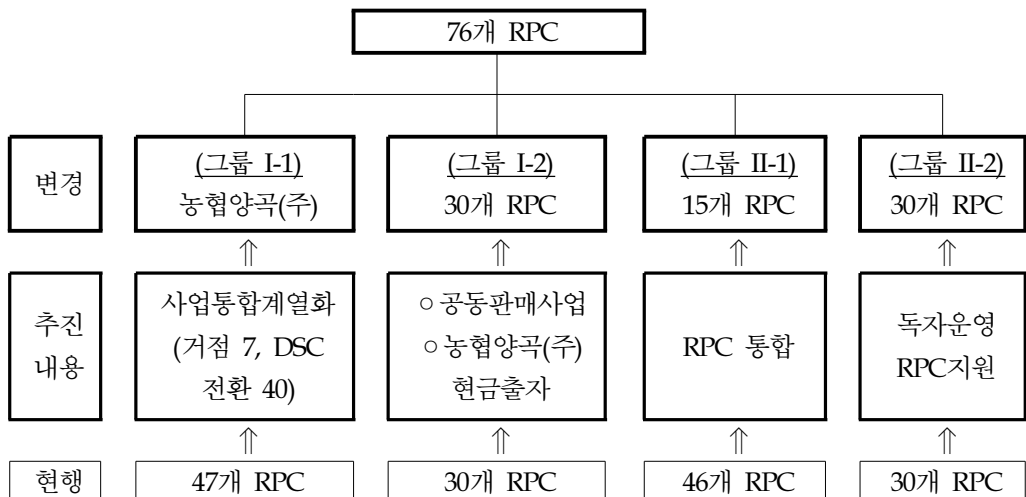 76개 RPC
변경
(그룹 I-1)
농협양곡(주)
(그룹 I-2)
30개 RPC
(그룹 II-1)
15개 RPC
(그룹 II-2)
30개 RPC
⇑ ⇑ ⇑ ⇑
추진
내용
사업통합계열화
(거점 7, DSC
전환 40)
○ 공동판매사업
○ 농협양곡(주)
현금출자
RPC 통합
독자운영
RPC지원
⇑ ⇑ ⇑ ⇑
현행
47개 RPC
30개 RPC
46개 RPC
30개 RPC